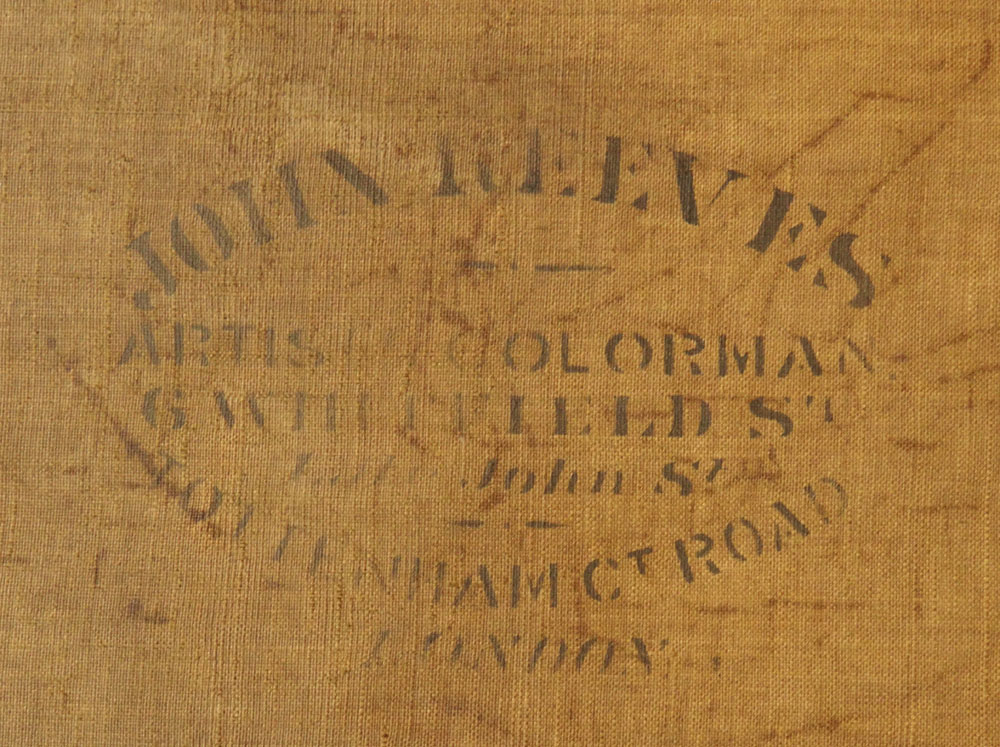 JOHN REEVES
ARTISTS COLORMAN,
6 WHITFIELD ST
Late John ST
TOTTENHAM CT ROAD
LONDON